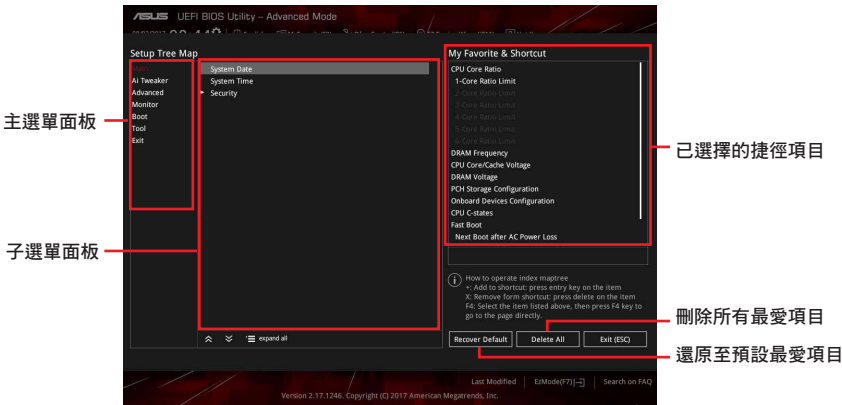 ASUS UEFI BIOS Utility – Advanced Mode
Setup Tree Map
My Favorite & Shortcut
Main
Ai Tweaker
Advanced
Monitor
Boot
Tool
Exit
System Date
System Time
Security
CPU Core Ratio
1-Core Ratio Limit
2-Core Ratio Limit
3-Core Ratio Limit
4-Core Ratio Limit
5-Core Ratio Limit
6-Core Ratio Limit
DRAM Frequency
CPU Core/Cache Voltage
DRAM Voltage
PCH Storage Configuration
Onboard Devices Configuration
CPU C-states
Fast Boot
Next Boot after AC Power Loss
主選單面板
子選單面板
已選擇的捷徑項目
How to operate index maptree
+: Add to shortcut: press entry key on the item
X: Remove form shortcut: press delete on the item
F4: Select the item listed above, then press F4 key to
go to the page directly.
expand all
Recover Default
Delete All
Exit (ESC)
刪除所有最愛項目
還原至預設最愛項目
Last Modified
EzMode(F7)
Search on FAQ
Version 2.17.1246. Copyright (C) 2017 American Megatrends, Inc.